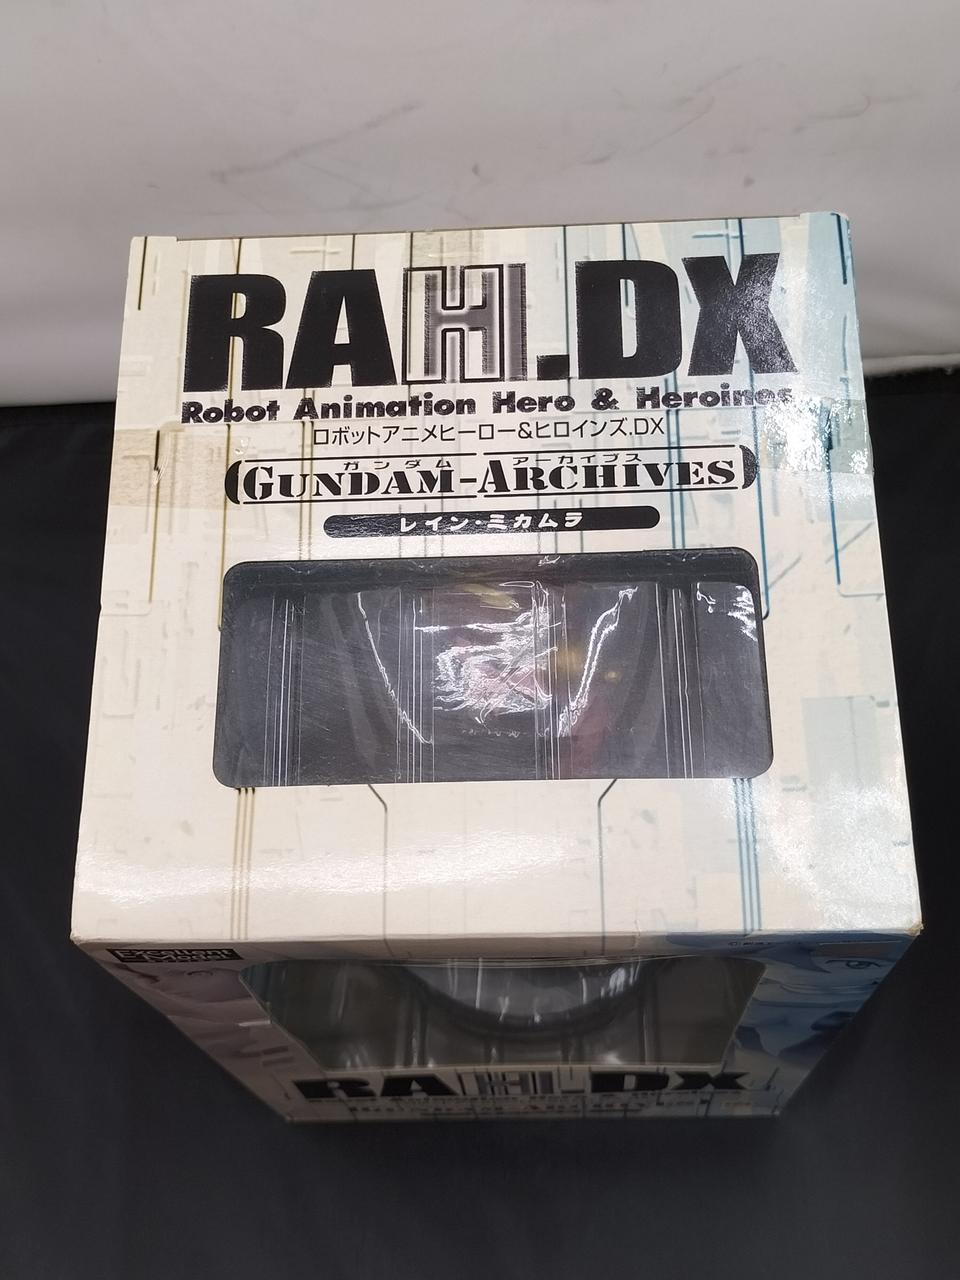 RAH.DX
Robot Animation Hero & Heroines
ロボットアニメヒーロー&ヒロインズ.DX
ガンダム アーカイブス
GUNDAM-ARCHIVES
レイン・ミカムラ
Excellent
Model
RAH.DX